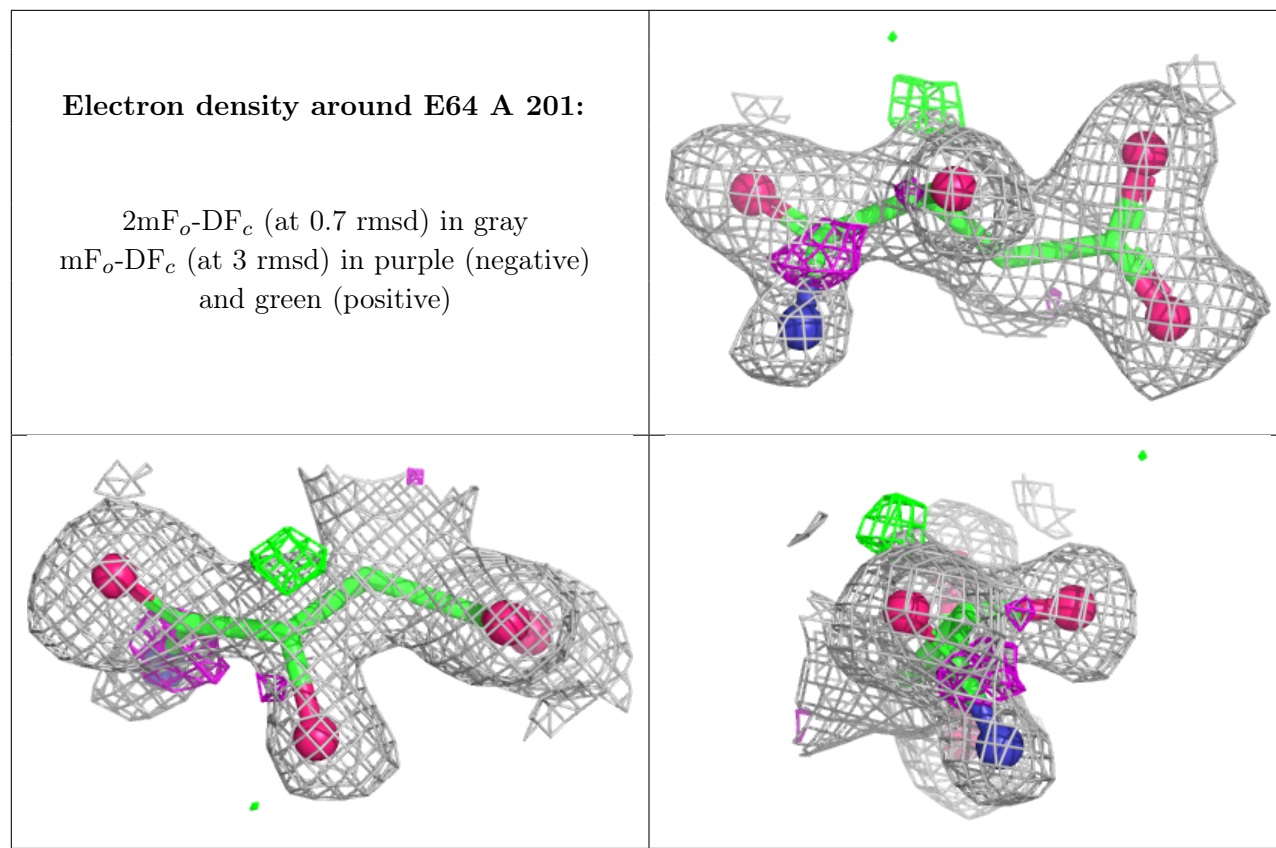 Electron density around E64 A 201:
2mFo-DFc (at 0.7 rmsd) in gray
mFo-DFc (at 3 rmsd) in purple (negative)
and green (positive)